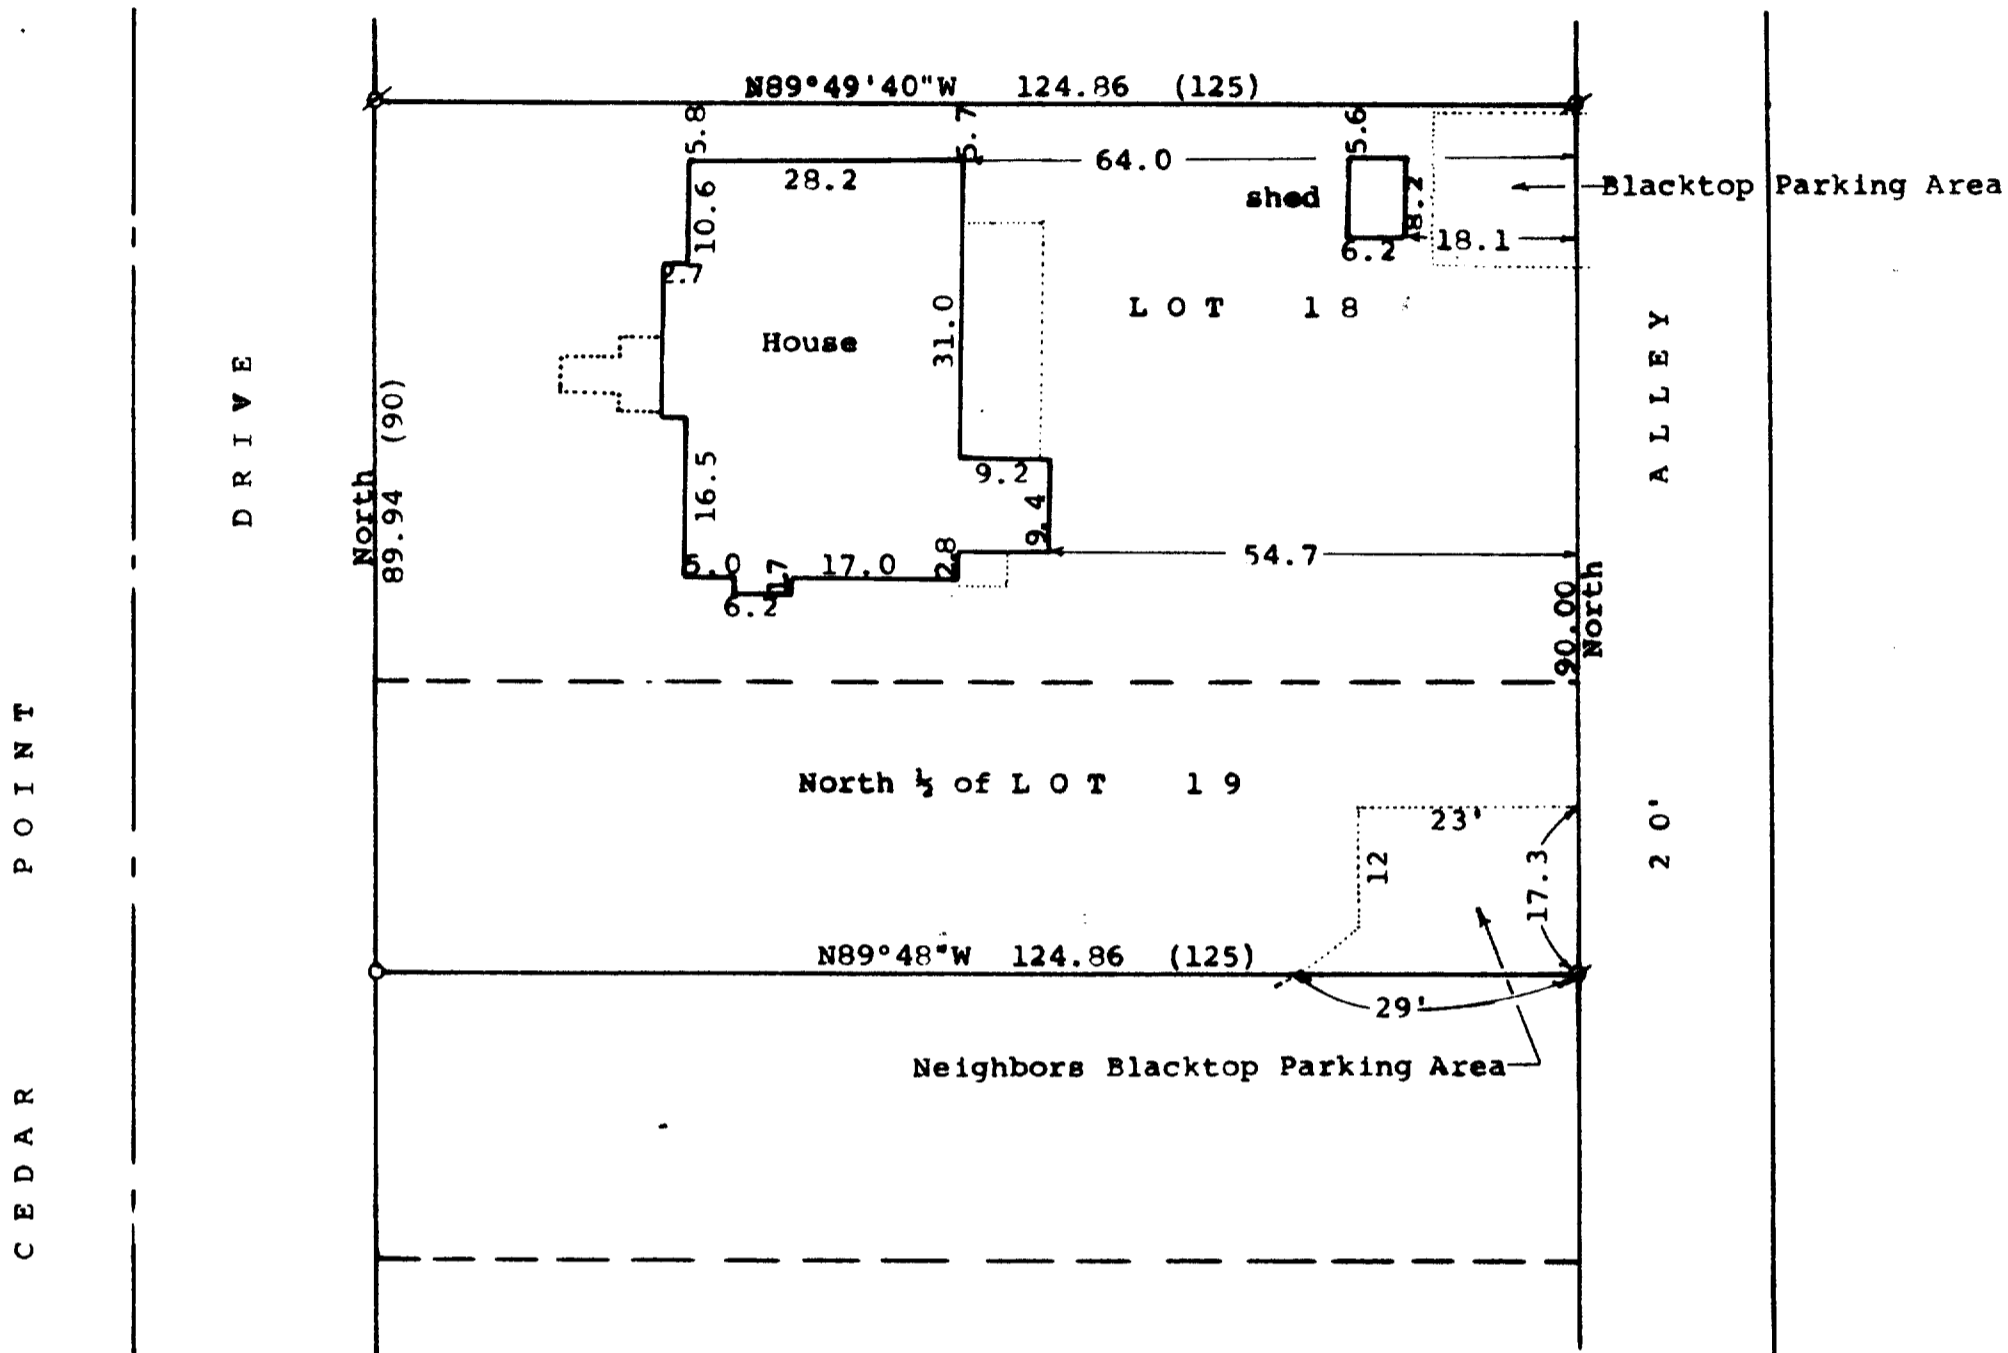 N89°49'40"W 124.86 (125)
5.8
5.7
5.6
28.2
64.0
10.6
shed
8.2
Blacktop Parking Area
6.2
18.1
2.7
LOT 18
House
31.0
DRIVE
ALLEY
North
89.94 (90)
16.5
9.2
9.4
54.7
5.0
1.7
17.0
2.8
6.2
90.00
North
POINT
North ½ of LOT 19
23'
12
17.3
20'
N89°48"W 124.86 (125)
29'
Neighbors Blacktop Parking Area
CEDAR